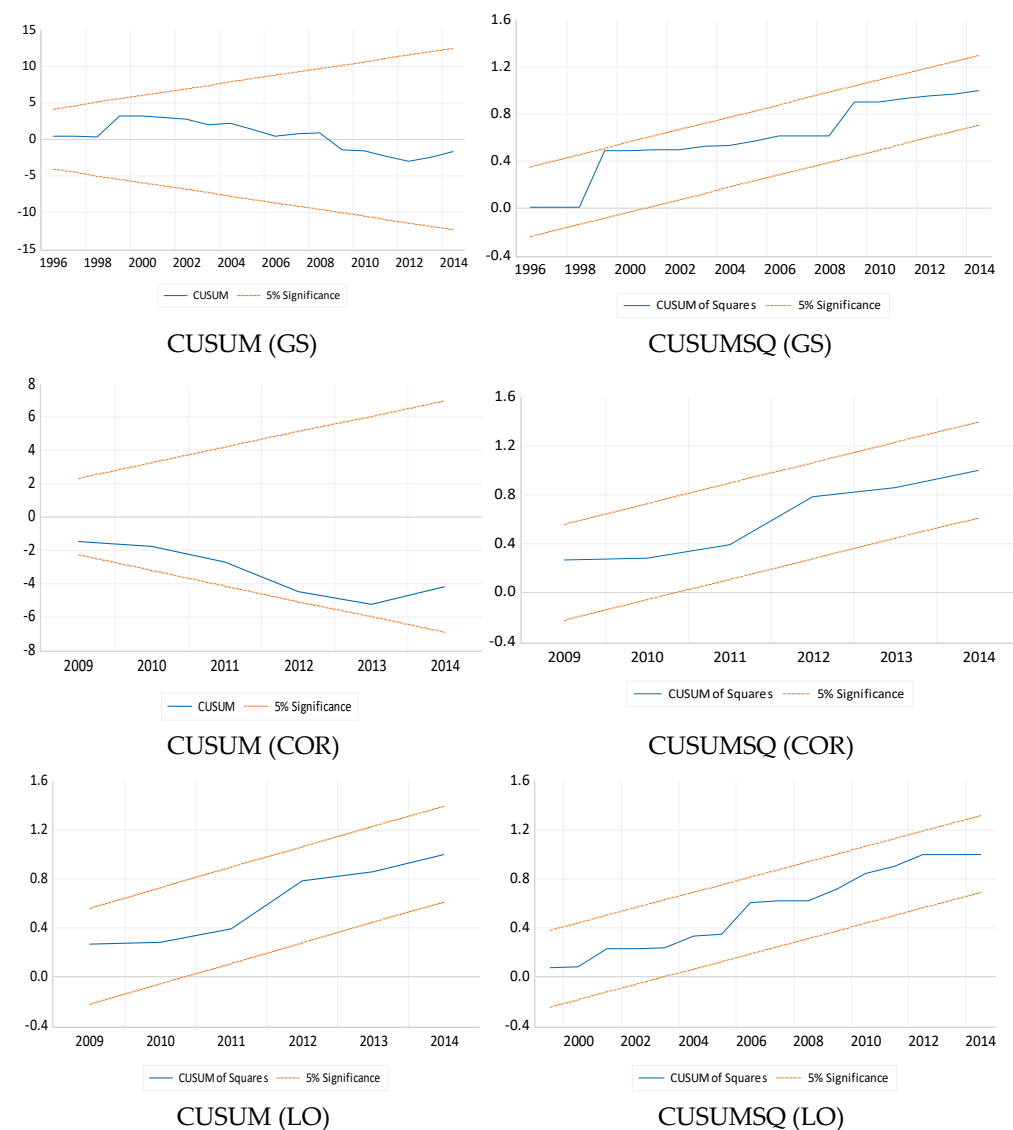 15
10
5
0
-5
-10
-15
1996 1998 2000 2002 2004 2006 2008 2010 2012 2014
CUSUM 5% Significance
CUSUM (GS)
1.6
1.2
0.8
0.4
0.0
-0.4
1996 1998 2000 2002 2004 2006 2008 2010 2012 2014
CUSUM of Squares 5% Significance
CUSUMSQ (GS)
8
6
4
2
0
-2
-4
-6
-8
2009 2010 2011 2012 2013 2014
CUSUM 5% Significance
CUSUM (COR)
1.6
1.2
0.8
0.4
0.0
-0.4
2009 2010 2011 2012 2013 2014
CUSUM of Squares 5% Significance
CUSUMSQ (COR)
1.6
1.2
0.8
0.4
0.0
-0.4
2009 2010 2011 2012 2013 2014
CUSUM of Squares 5% Significance
CUSUM (LO)
1.6
1.2
0.8
0.4
0.0
-0.4
2000 2002 2004 2006 2008 2010 2012 2014
CUSUM of Squares 5% Significance
CUSUMSQ (LO)